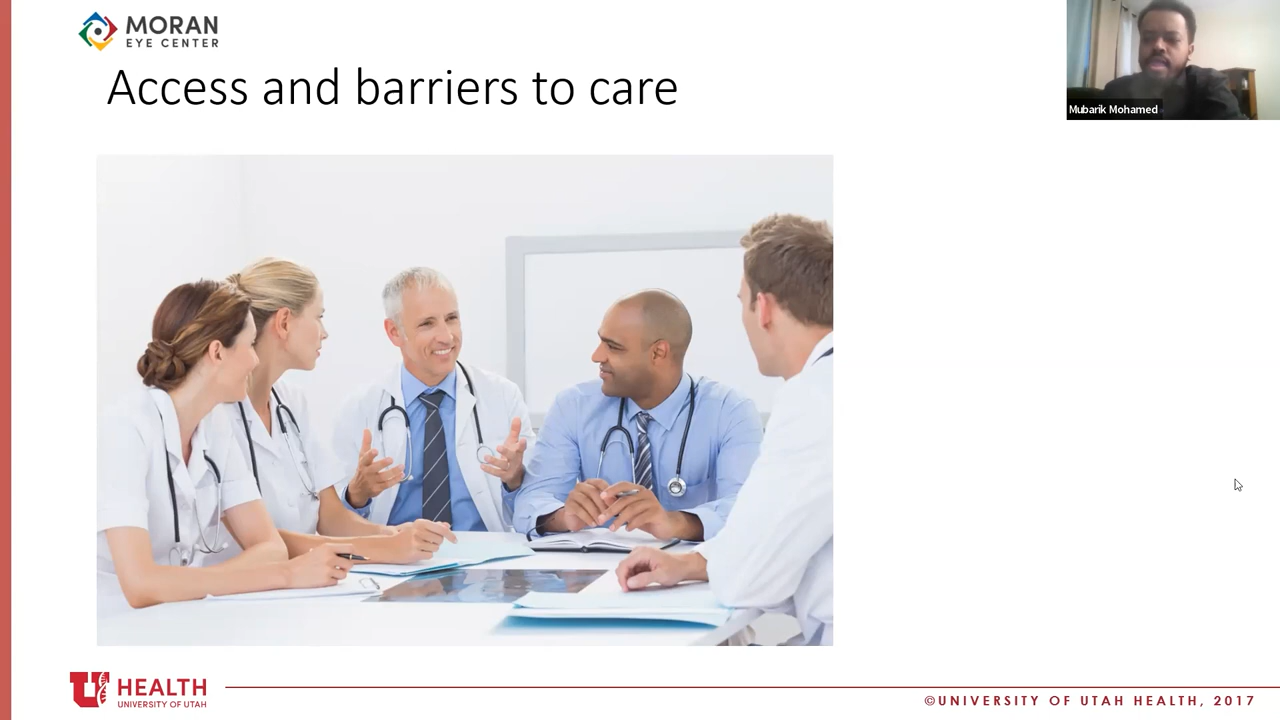 MORAN
EYE CENTER
Access and barriers to care
Mubarik Mohamed
HEALTH
UNIVERSITY OF UTAH
©UNIVERSITY OF UTAH HEALTH, 2017